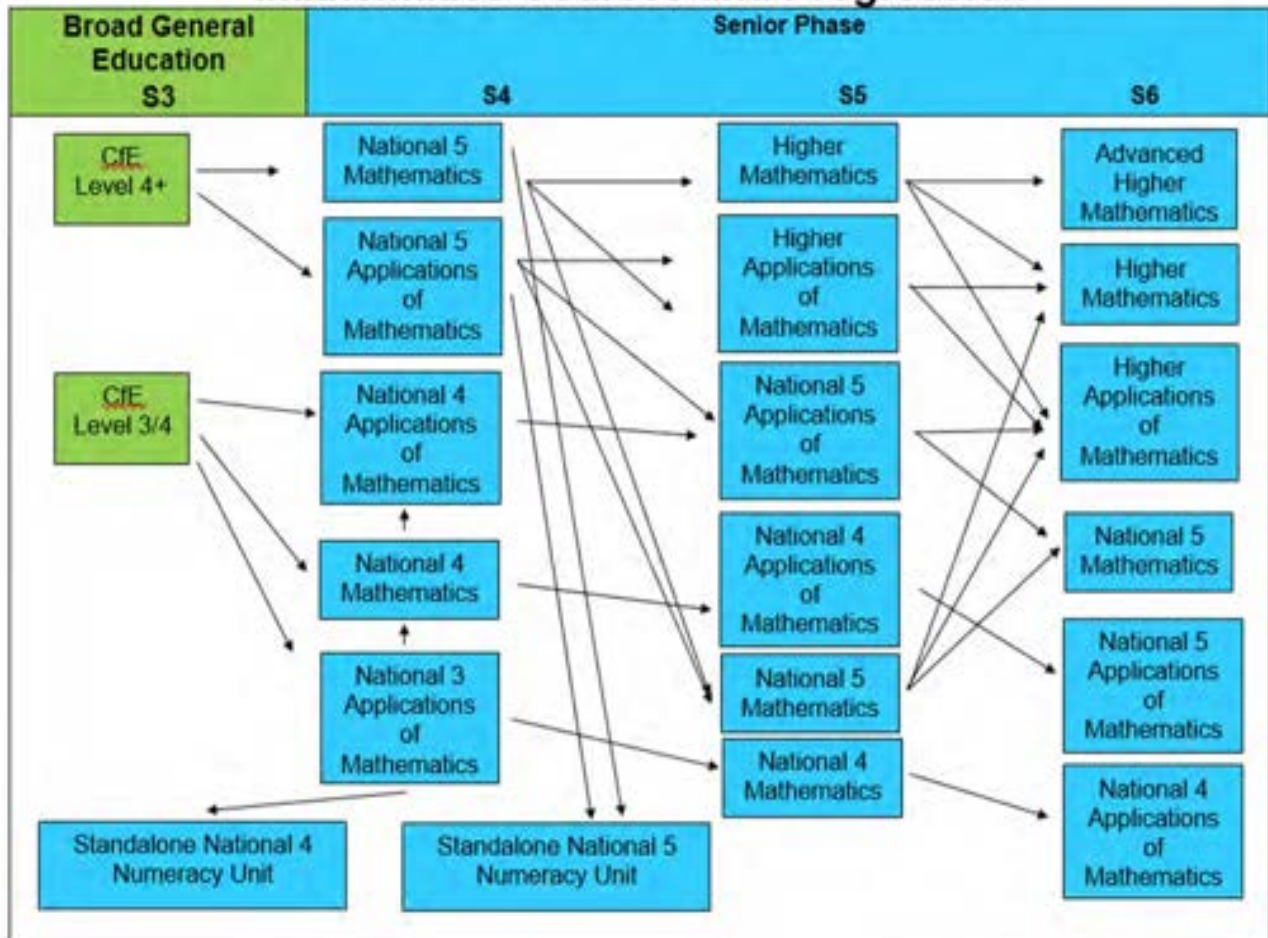 Broad General
Education
S3
Senior Phase
S4
S5
S6
CfE
Level 4+
CfE
Level 3/4
National 5
Mathematics
National 5
Applications
of
Mathematics
National 4
Applications
of
Mathematics
National 4
Mathematics
National 3
Applications
of
Mathematics
Standalone National 4
Numeracy Unit
Standalone National 5
Numeracy Unit
Higher
Mathematics
Higher
Applications
of
Mathematics
National 5
Applications
of
Mathematics
National 4
Applications
of
Mathematics
National 5
Mathematics
National 4
Mathematics
Advanced
Higher
Mathematics
Higher
Mathematics
Higher
Applications
of
Mathematics
National 5
Mathematics
National 5
Applications
of
Mathematics
National 4
Applications
of
Mathematics